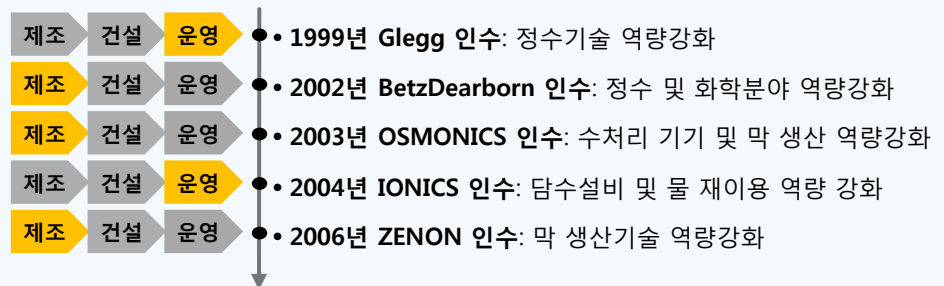 제조 건설 운영 • 1999년 Glegg 인수: 정수기술 역량강화
제조 건설 운영 • 2002년 BetzDearborn 인수: 정수 및 화학분야 역량강화
제조 건설 운영 • 2003년 OSMONICS 인수: 수처리 기기 및 막 생산 역량강화
제조 건설 운영 • 2004년 IONICS 인수: 담수설비 및 물 재이용 역량 강화
제조 건설 운영 • 2006년 ZENON 인수: 막 생산기술 역량강화